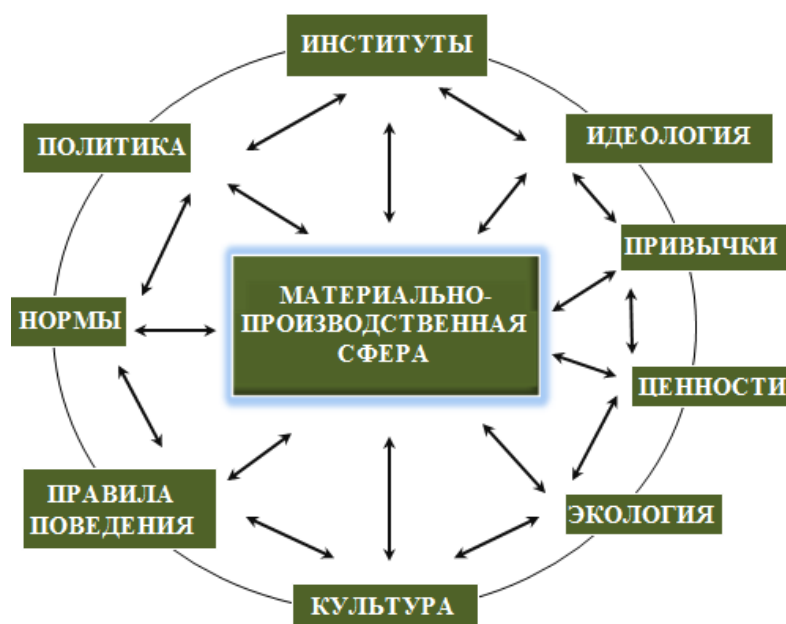 ИНСТИТУТЫ
ПОЛИТИКА
ИДЕОЛОГИЯ
ПРИВЫЧКИ
МАТЕРИАЛЬНО-
ПРОИЗВОДСТВЕННАЯ
СФЕРА
НОРМЫ
ЦЕННОСТИ
ПРАВИЛА
ПОВЕДЕНИЯ
ЭКОЛОГИЯ
КУЛЬТУРА